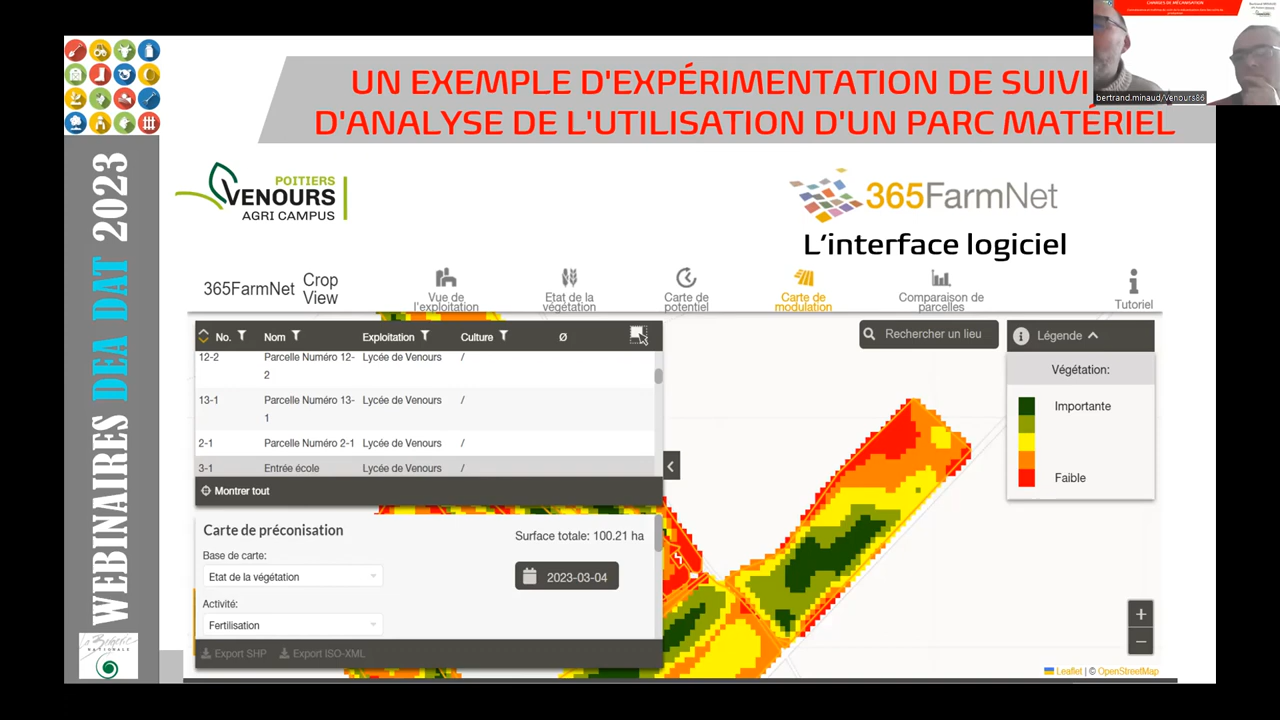 CHARGES DE MÉCANISATION
bertrand.minaud/Venours86
UN EXEMPLE D'EXPÉRIMENTATION DE SUIVI
D'ANALYSE DE L'UTILISATION D'UN PARC MATÉRIEL
WEBINAIRES DEA DAT 2023
POITIERS
VENOURS
AGRI CAMPUS
365FarmNet
L'interface logiciel
365FarmNet
Crop
View
Vue de
l'exploitation
Etat de la
végétation
Carte de
potentiel
Carte de
modulation
Comparaison de
parcelles
Tutoriel
No. Nom Exploitation Culture Ø
12-2 Parcelle Numéro 12- Lycée de Venours /
2
13-1 Parcelle Numéro 13- Lycée de Venours /
1
2-1 Parcelle Numéro 2-1 Lycée de Venours /
3-1 Entrée école Lycée de Venours /
Montrer tout
Carte de préconisation
Surface totale: 100.21 ha
Base de carte:
Etat de la végétation
2023-03-04
Activité:
Fertilisation
Export SHP Export ISO-XML
Rechercher un lieu
Légende
Végétation:
Importante
Faible
+
−
Leaflet | © OpenStreetMap
La Bergerie
NATIONALE